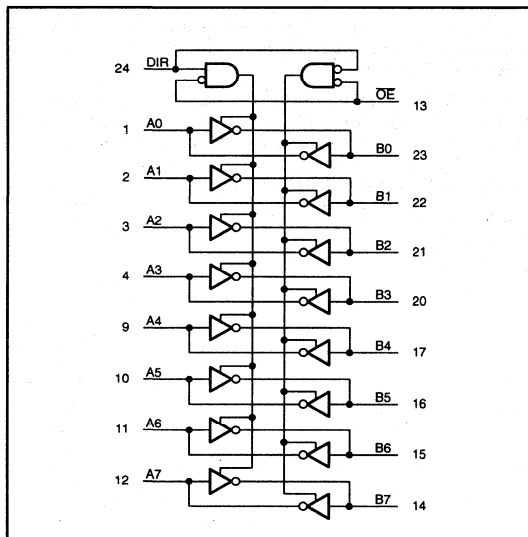 24 DIR
OE 13
1 A0
B0 23
2 A1
B1 22
3 A2
B2 21
4 A3
B3 20
9 A4
B4 17
10 A5
B5 16
11 A6
B6 15
12 A7
B7 14